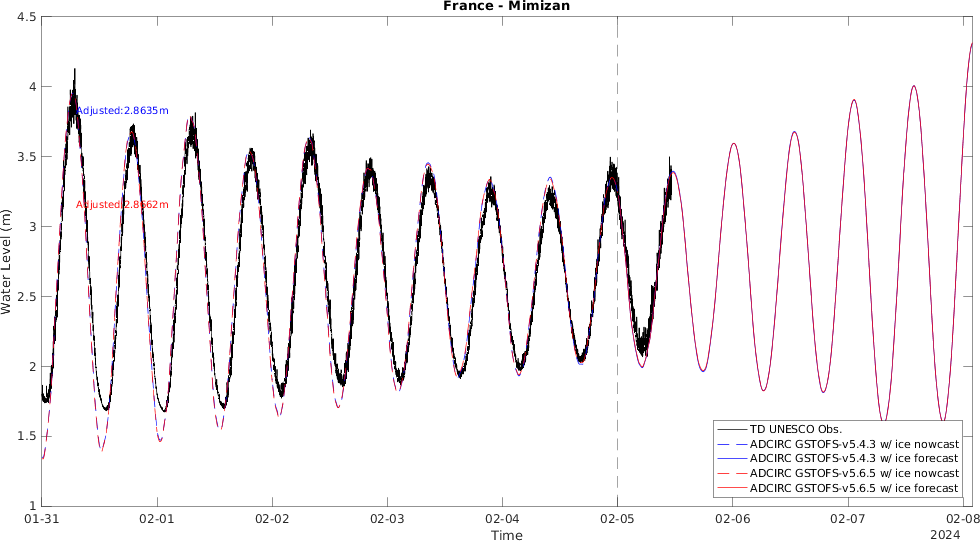 France - Mimizan
4.5
4
3.5
3
2.5
2
1.5
1
Water Level (m)
Adjusted:2.8635m
Adjusted:2.8662m
TD UNESCO Obs.
ADCIRC GSTOFS-v5.4.3 w/ ice nowcast
ADCIRC GSTOFS-v5.4.3 w/ ice forecast
ADCIRC GSTOFS-v5.6.5 w/ ice nowcast
ADCIRC GSTOFS-v5.6.5 w/ ice forecast
01-31 02-01 02-02 02-03 02-04 02-05 02-06 02-07 02-08
Time
2024